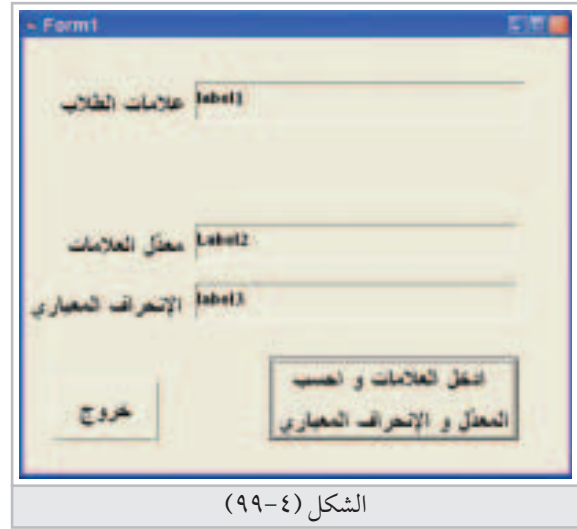 Form1
علامات الطلاب label1
معدّل العلامات Label2
الإنحراف المعياري label3
ادخل العلامات و احسب
المعدّل و الإنحراف المعياري
خروج
الشكل (٤-٩٩)